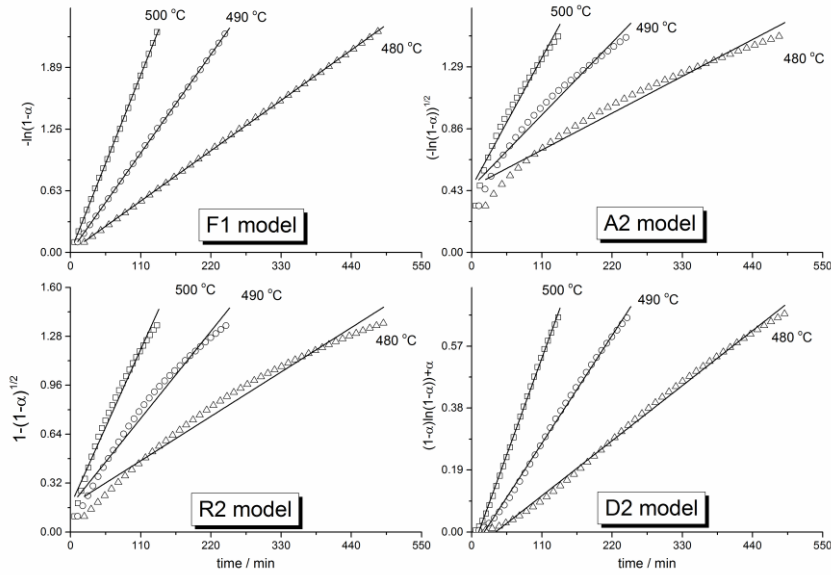 500 °C
490 °C
480 °C
-ln(1-α)
1.89
1.26
0.63
0.00
F1 model
0 110 220 330 440 550
500 °C
490 °C
480 °C
(-ln(1-α))^1/2
1.29
0.86
0.43
0.00
A2 model
0 110 220 330 440 550
500 °C
490 °C
480 °C
1-(1-α)^1/2
1.60
1.28
0.96
0.64
0.32
0.00
R2 model
0 110 220 330 440 550
time / min
500 °C
490 °C
480 °C
(1-α)ln(1-α))+α
0.57
0.38
0.19
0.00
D2 model
0 110 220 330 440 550
time / min